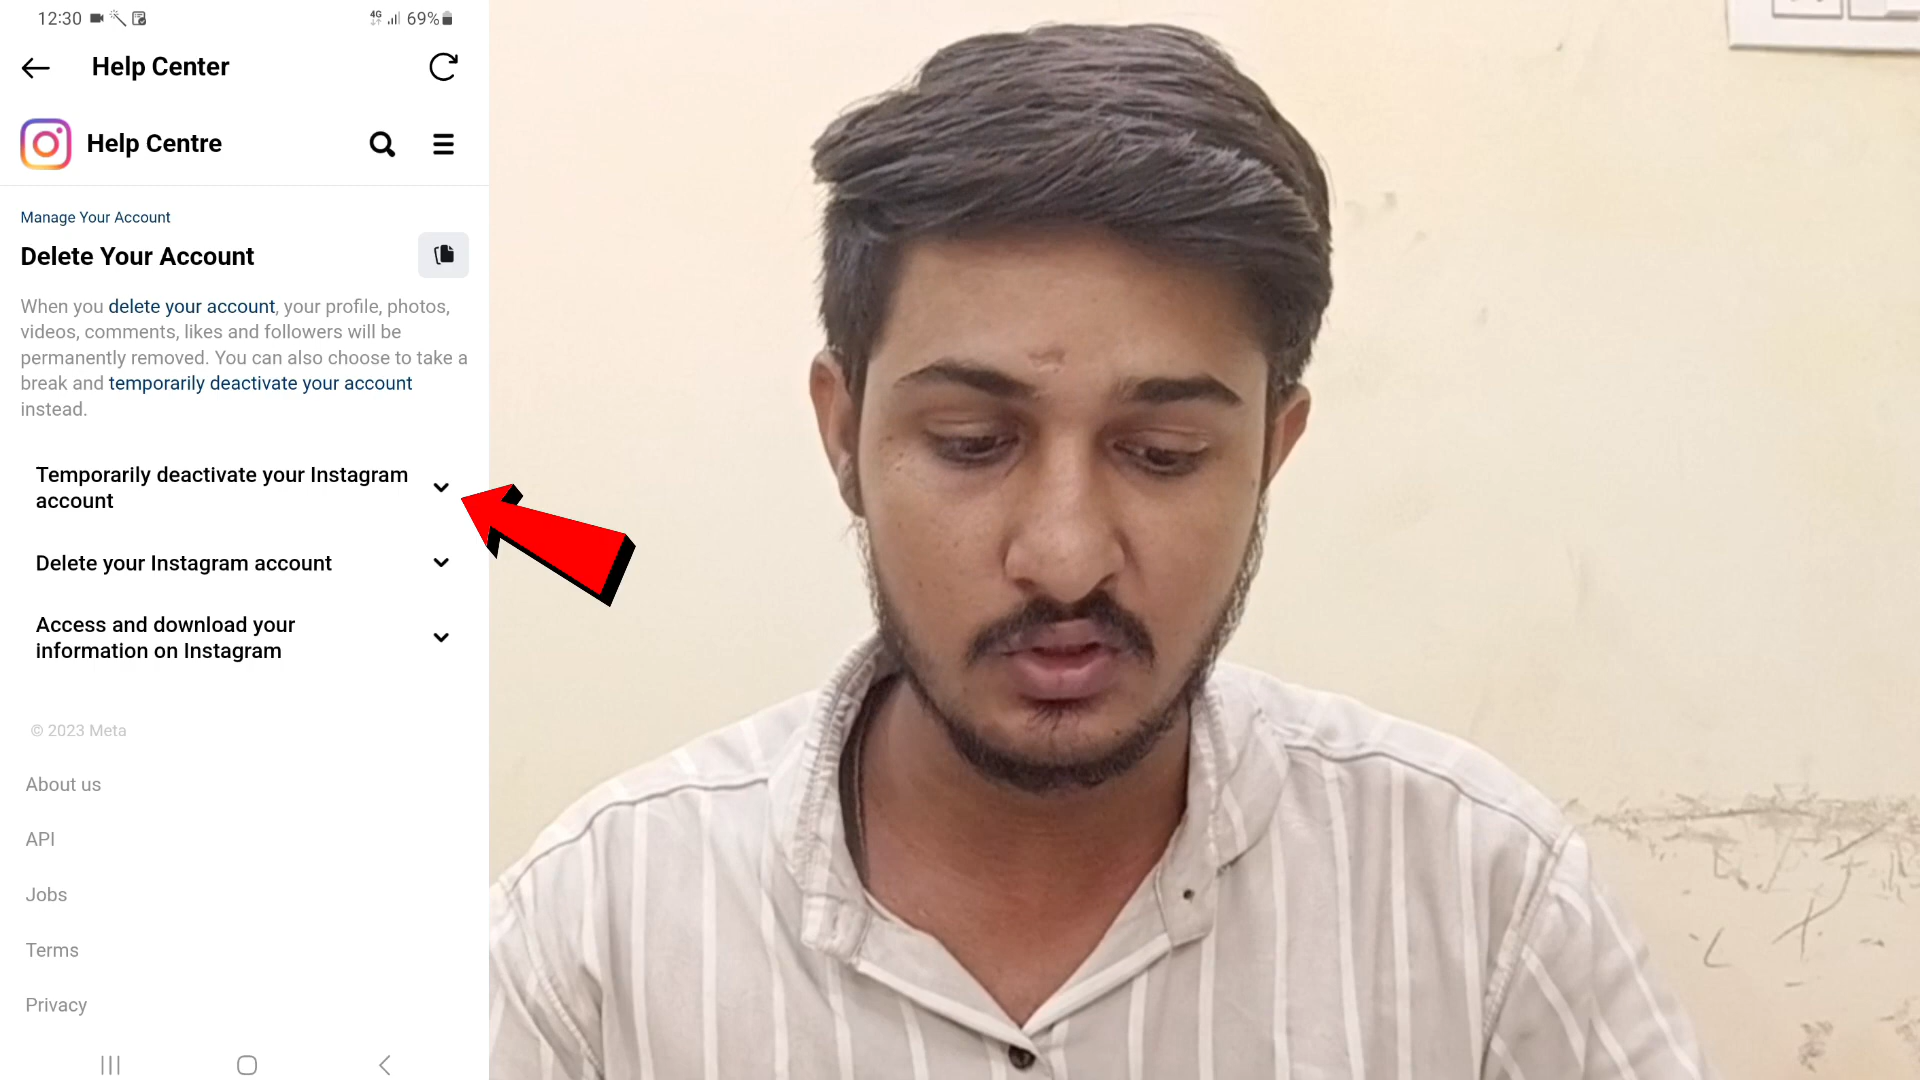 12:30
4G
69%
Help Center
Help Centre
Manage Your Account
Delete Your Account
When you delete your account, your profile, photos,
videos, comments, likes and followers will be
permanently removed. You can also choose to take a
break and temporarily deactivate your account
instead.
Temporarily deactivate your Instagram
account
Delete your Instagram account
Access and download your
information on Instagram
© 2023 Meta
About us
API
Jobs
Terms
Privacy